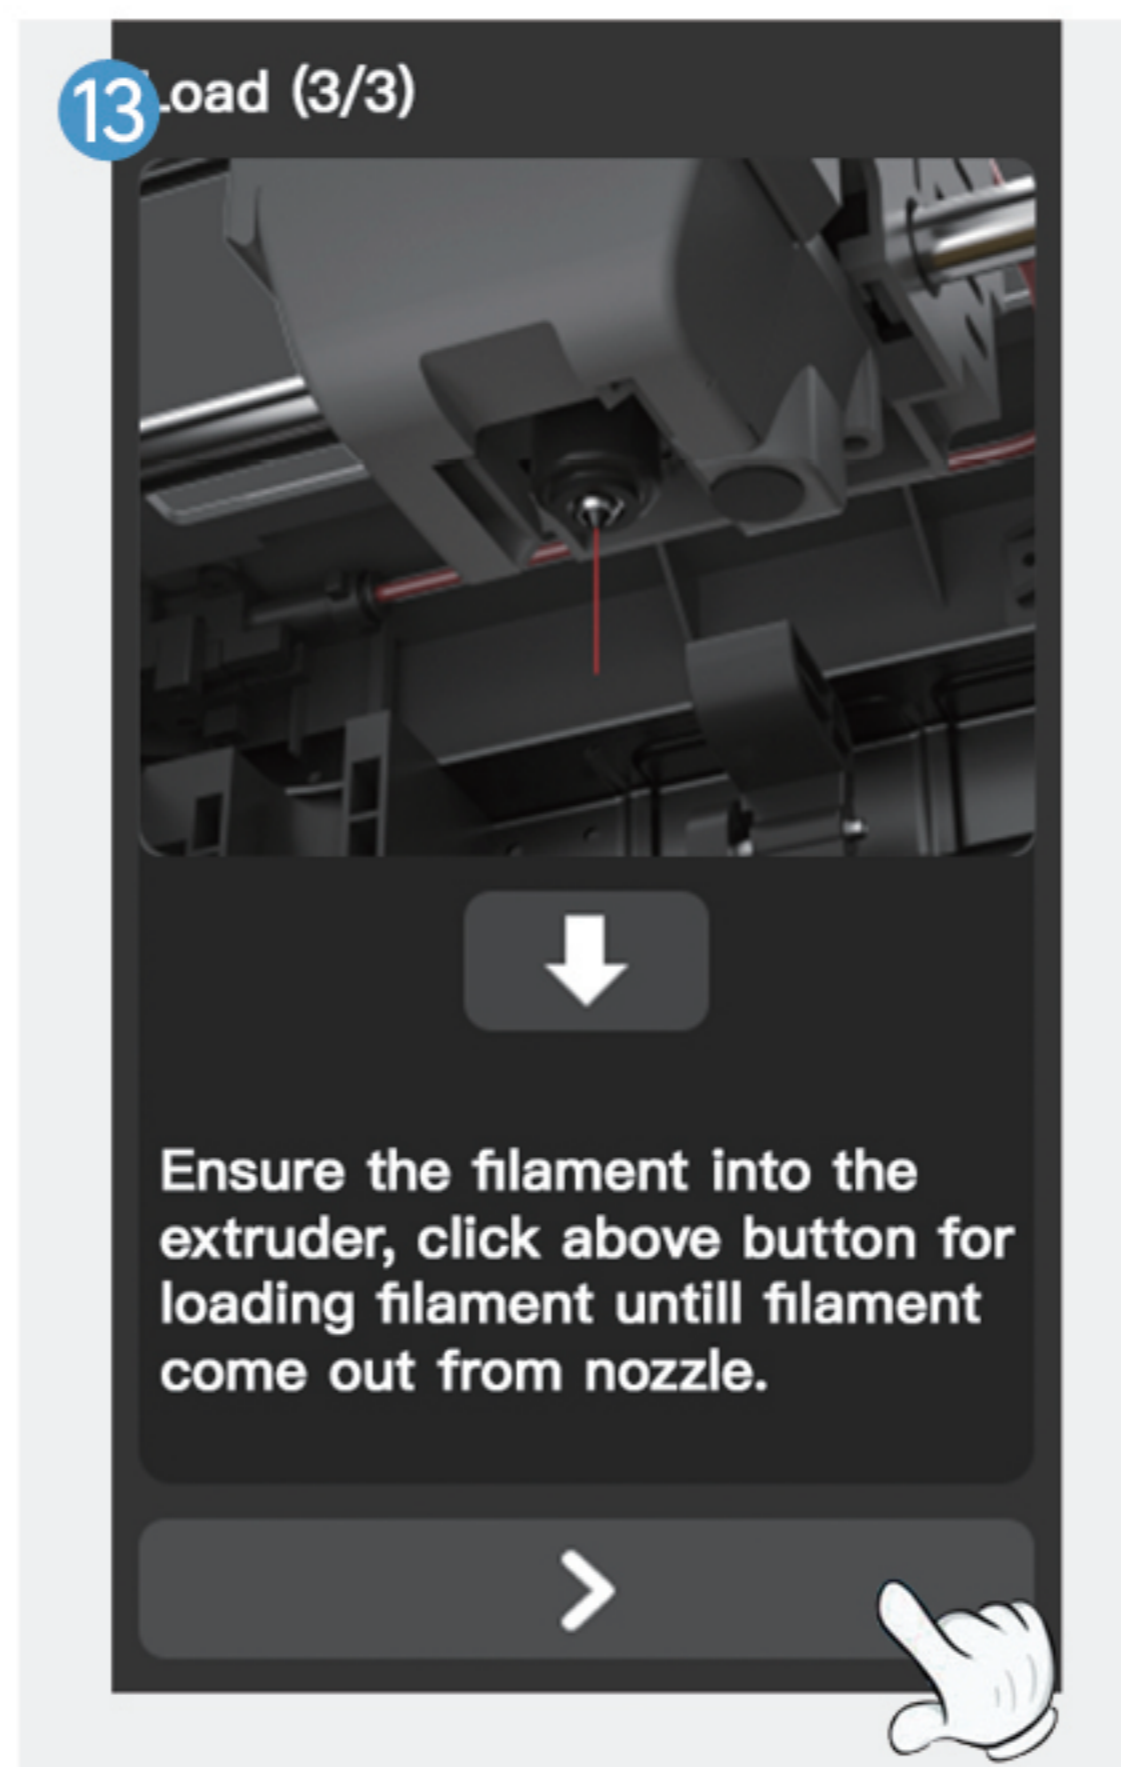 13
Load (3/3)
Ensure the filament into the
extruder, click above button for
loading filament untill filament
come out from nozzle.